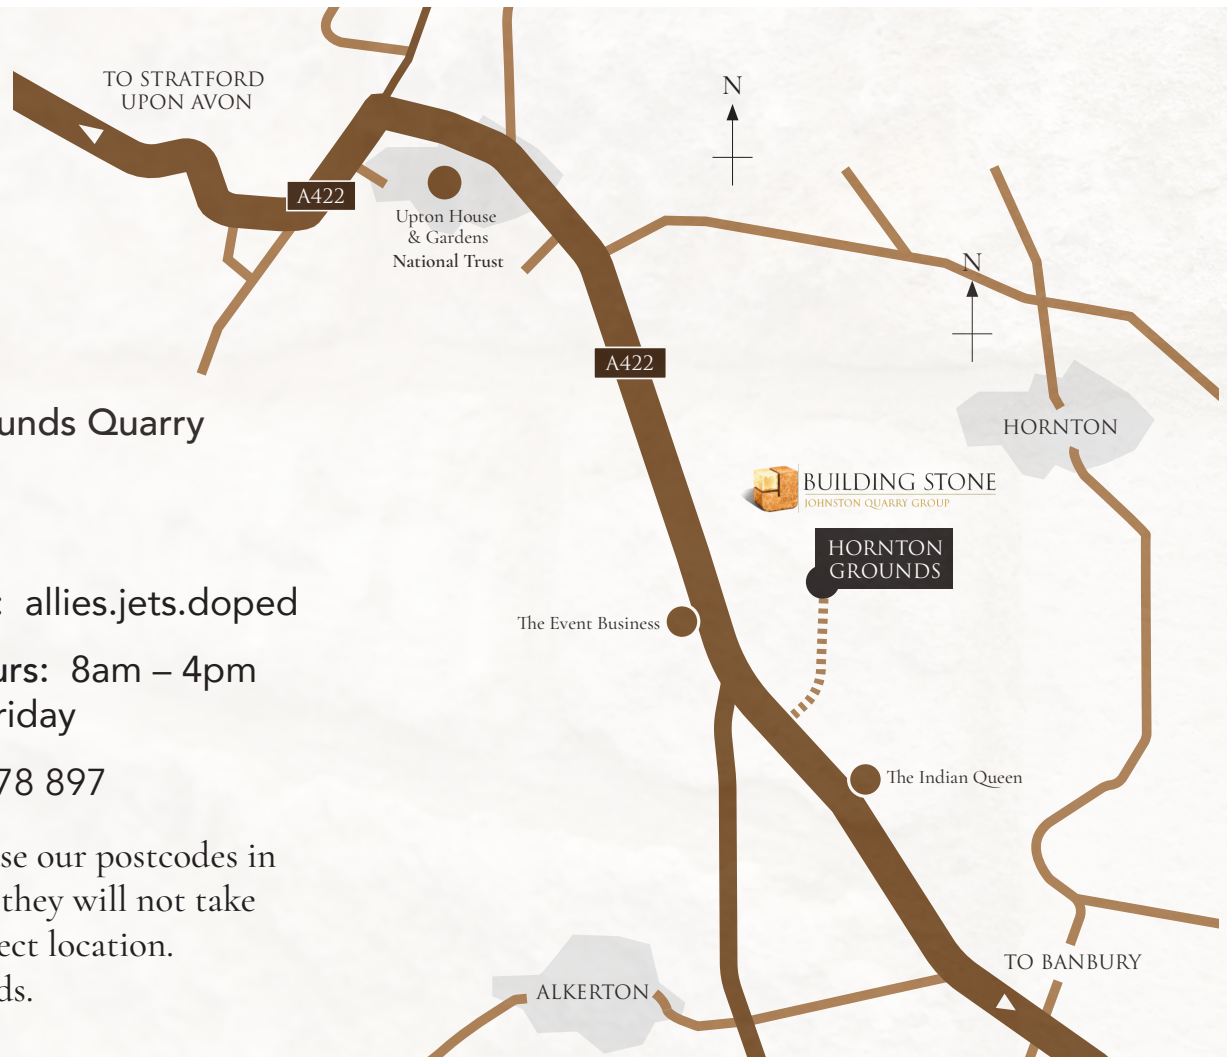 TO STRATFORD
UPON AVON
N
A422
Upton House
& Gardens
National Trust
N
A422
unds Quarry
HORNTON
BUILDING STONE
JOHNSTON QUARRY GROUP
HORNTON
GROUNDS
: allies.jets.doped
The Event Business
urs: 8am – 4pm
riday
78 897
The Indian Queen
se our postcodes in
they will not take
ect location.
ds.
TO BANBURY
ALKERTON